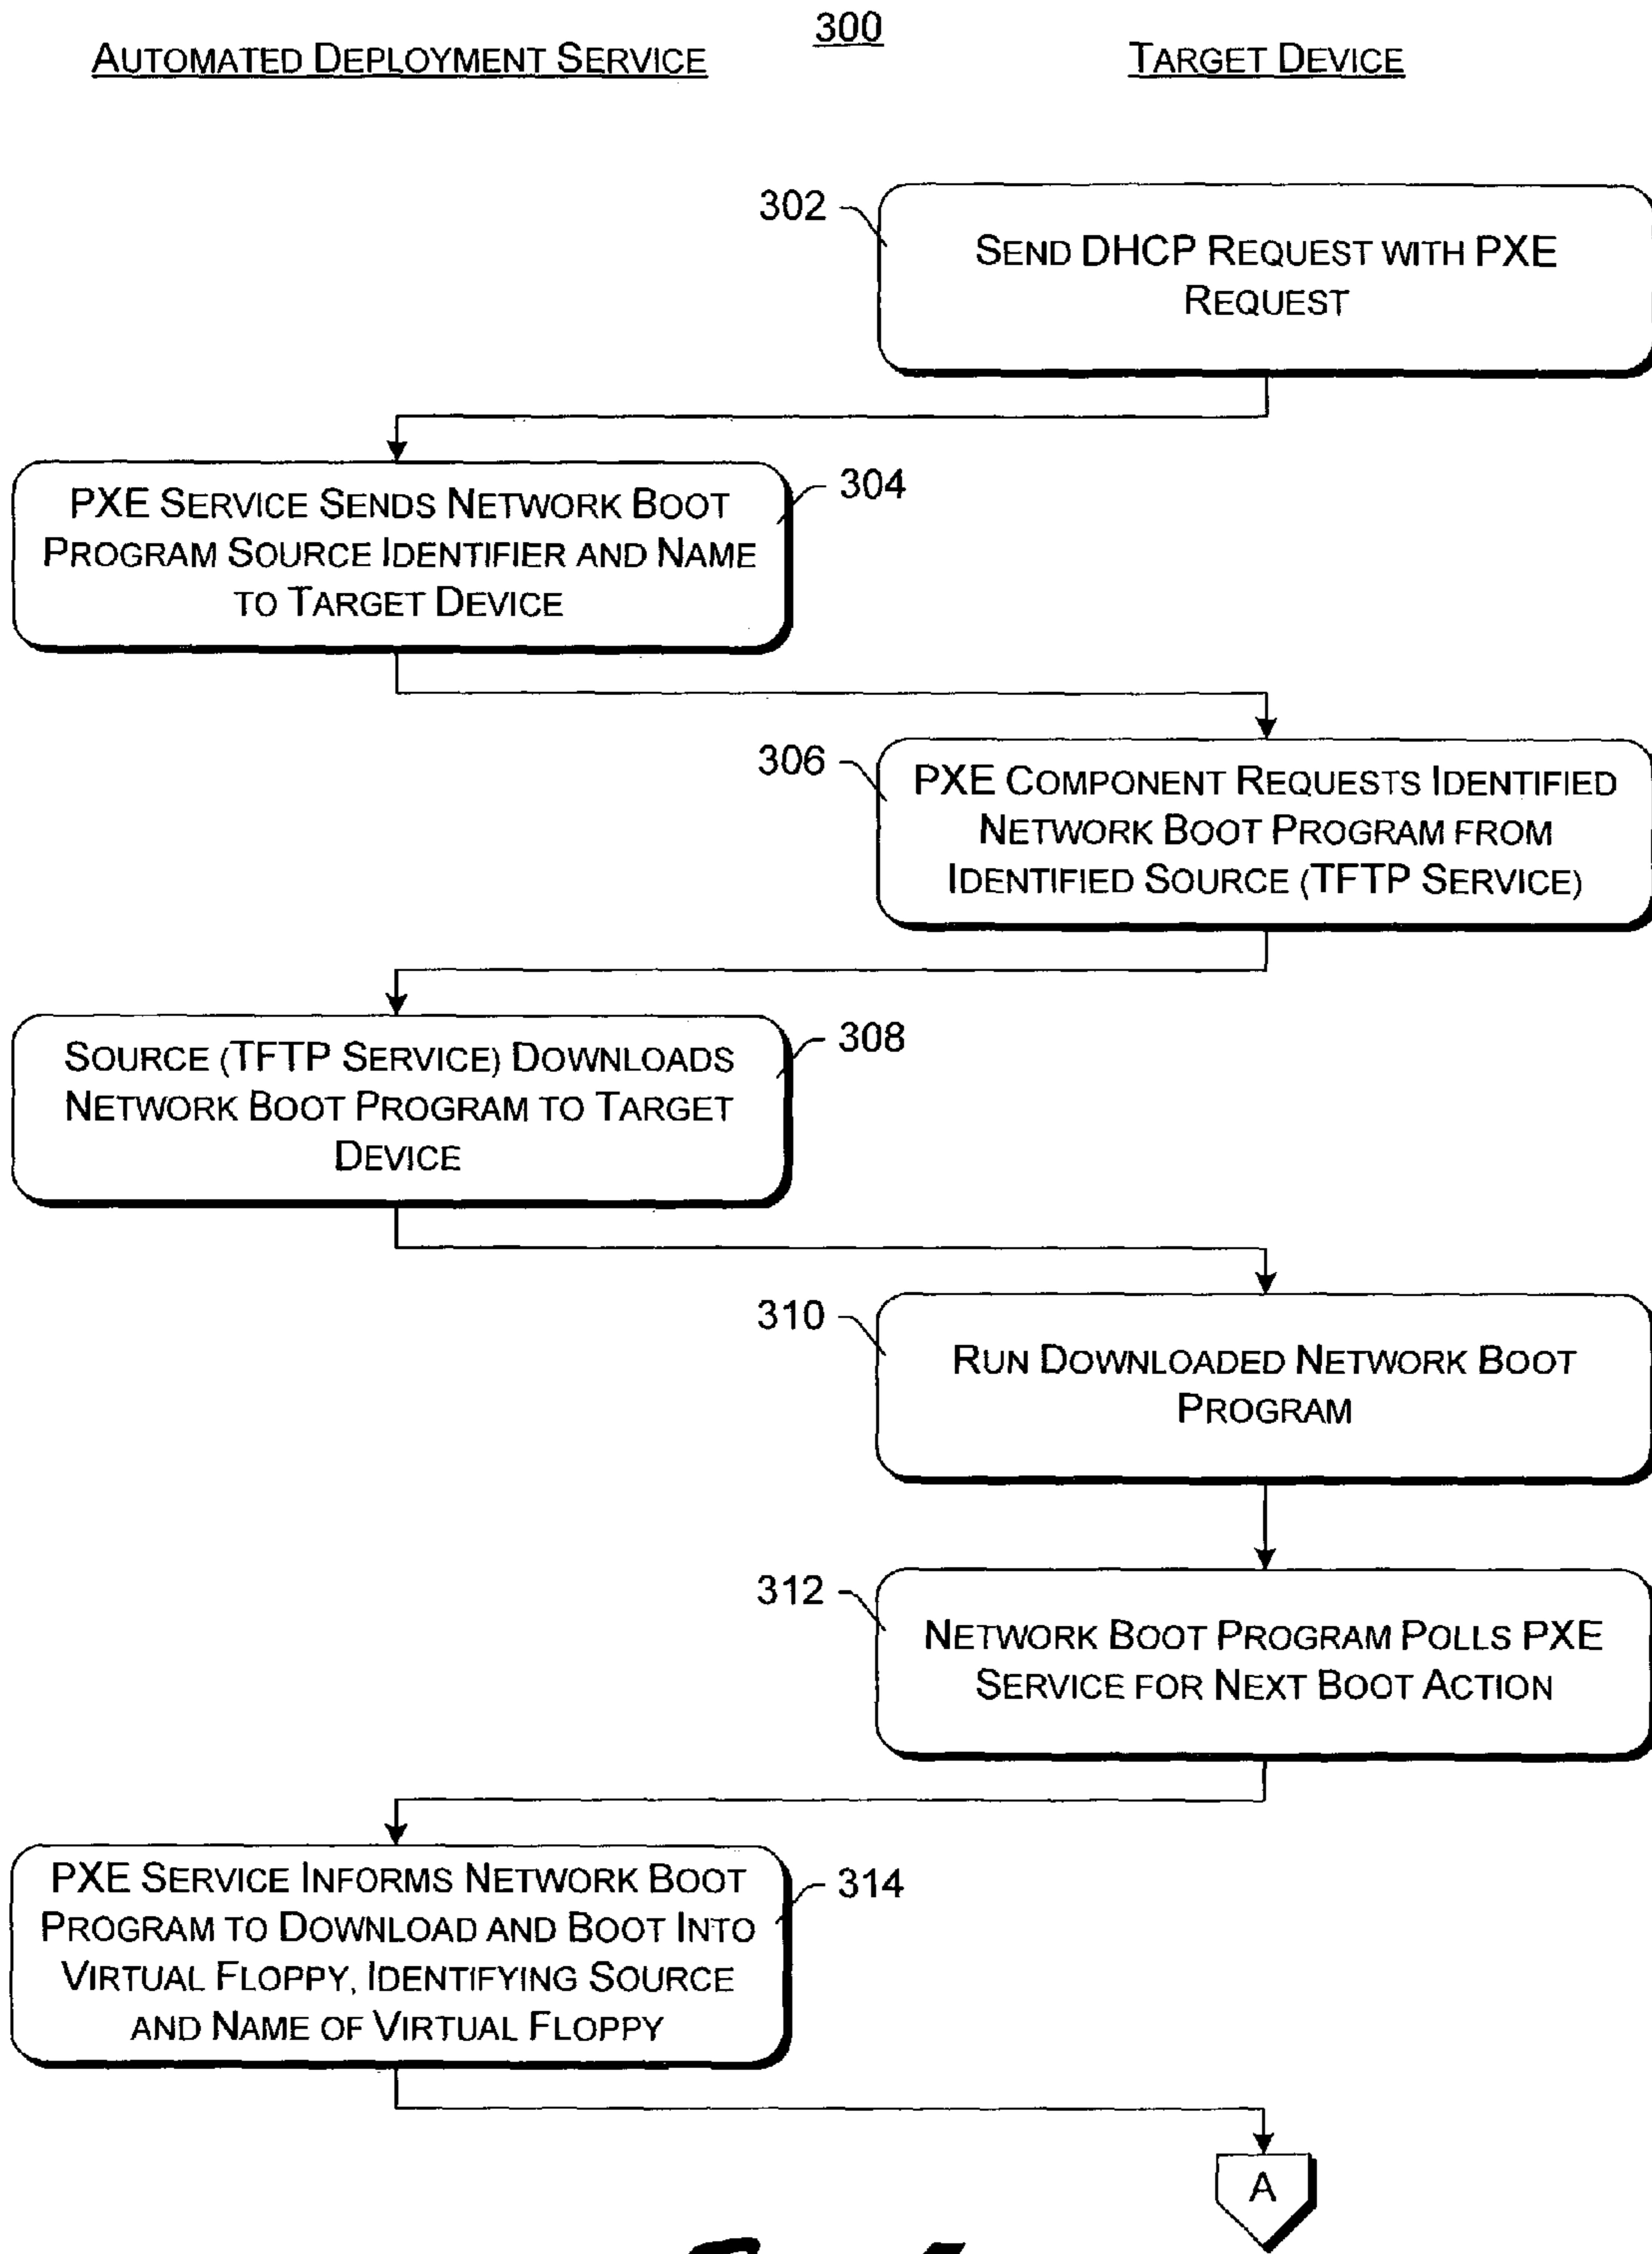 300
AUTOMATED DEPLOYMENT SERVICE
TARGET DEVICE
302
SEND DHCP REQUEST WITH PXE
REQUEST
304
PXE SERVICE SENDS NETWORK BOOT
PROGRAM SOURCE IDENTIFIER AND NAME
TO TARGET DEVICE
306
PXE COMPONENT REQUESTS IDENTIFIED
NETWORK BOOT PROGRAM FROM
IDENTIFIED SOURCE (TFTP SERVICE)
308
SOURCE (TFTP SERVICE) DOWNLOADS
NETWORK BOOT PROGRAM TO TARGET
DEVICE
310
RUN DOWNLOADED NETWORK BOOT
PROGRAM
312
NETWORK BOOT PROGRAM POLLS PXE
SERVICE FOR NEXT BOOT ACTION
314
PXE SERVICE INFORMS NETWORK BOOT
PROGRAM TO DOWNLOAD AND BOOT INTO
VIRTUAL FLOPPY, IDENTIFYING SOURCE
AND NAME OF VIRTUAL FLOPPY
A